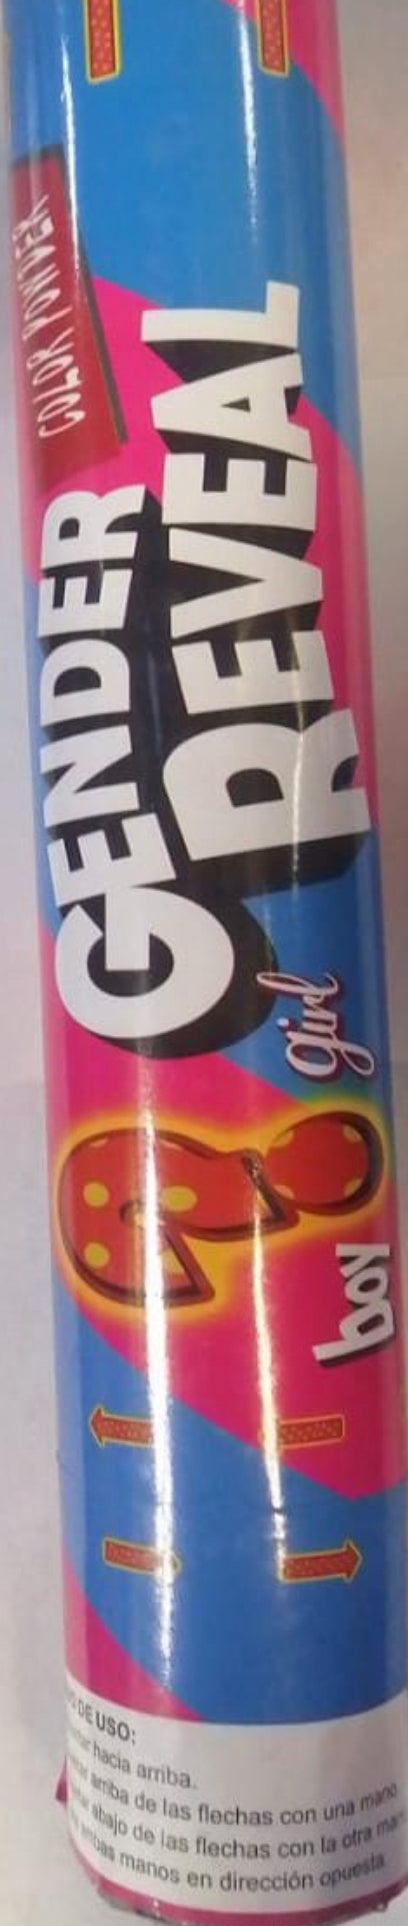 COLOR POWDER
GENDER
REVEAL
boy ? girl
DE USO:
hacia arriba.
arriba de las flechas con una mano
abajo de las flechas con la otra
ambas manos en dirección opuesta